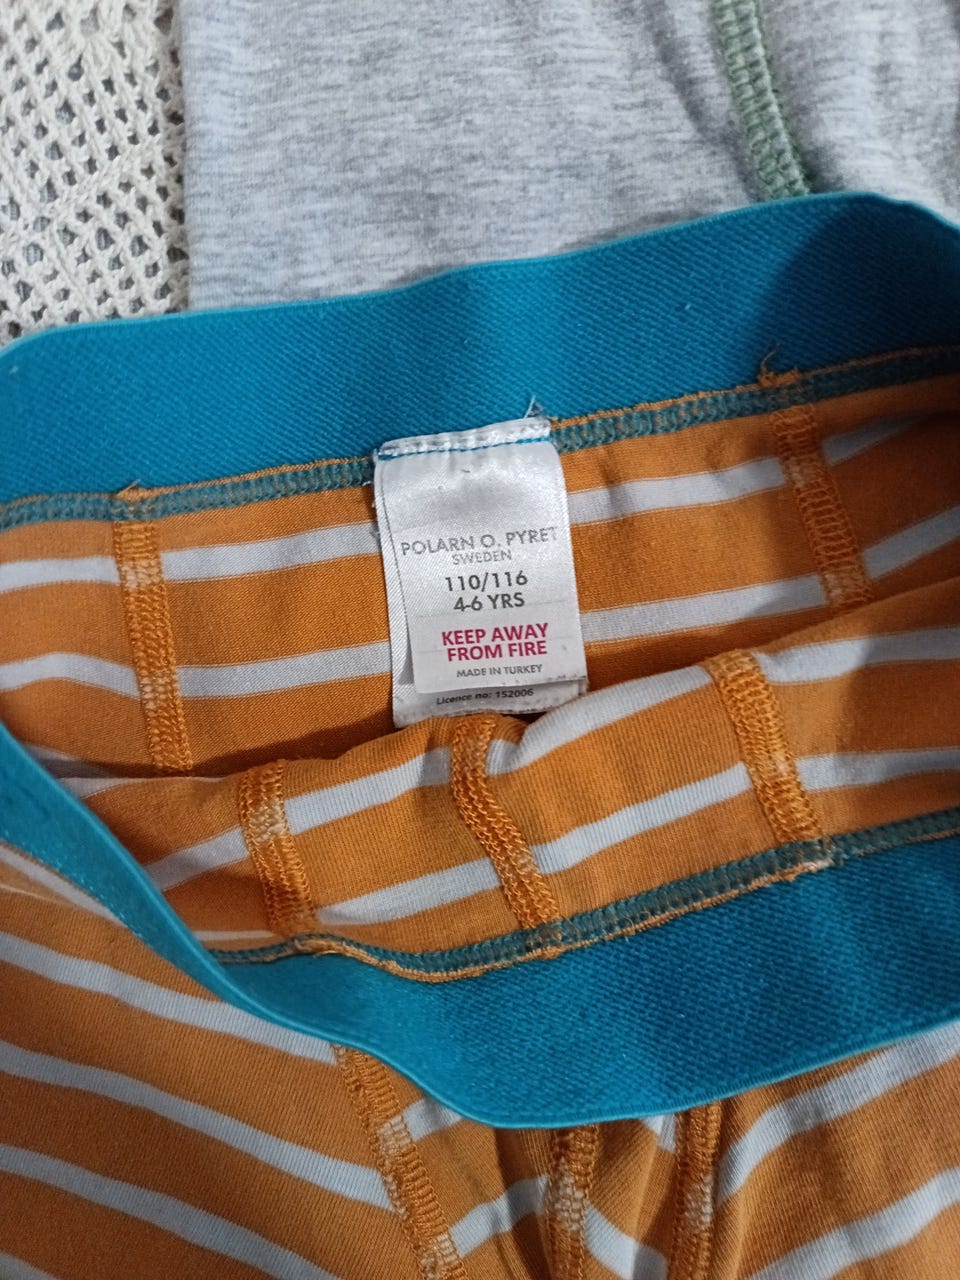 POLARN O. PYRET
SWEDEN
110/116
4-6 YRS
KEEP AWAY
FROM FIRE
MADE IN TURKEY
Licence no: 152006